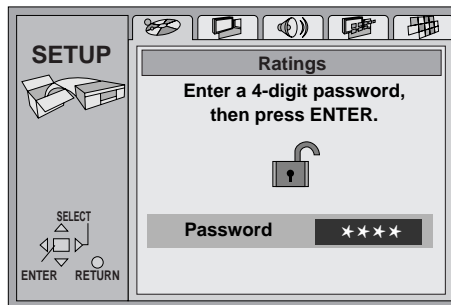 SETUP
Ratings
Enter a 4-digit password,
then press ENTER.
Password ****
SELECT
ENTER RETURN